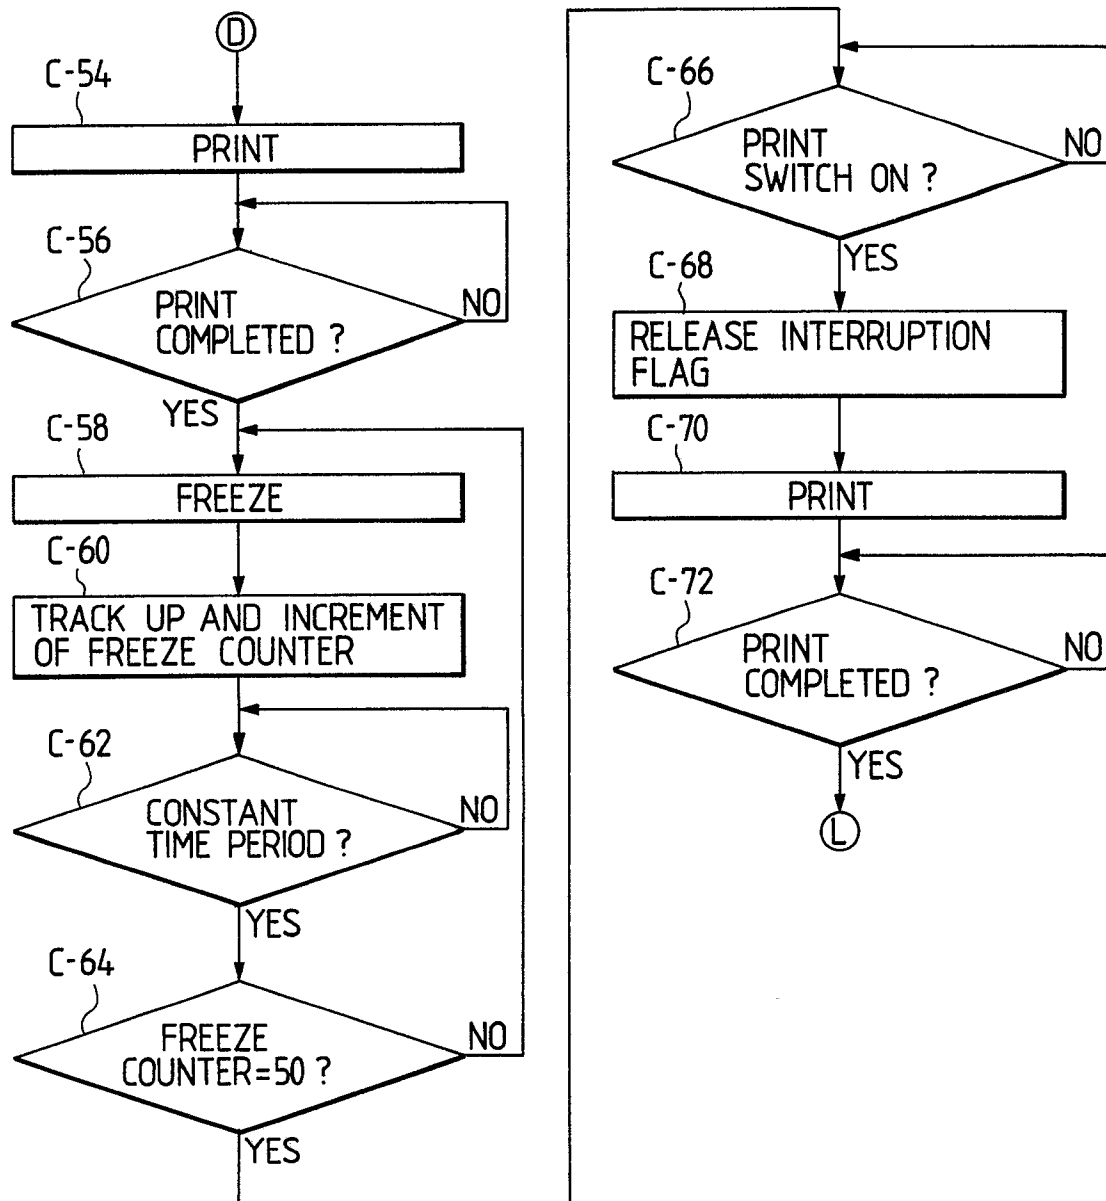 D
C-54
PRINT
C-56
PRINT
COMPLETED ?
NO
YES
C-58
FREEZE
C-60
TRACK UP AND INCREMENT
OF FREEZE COUNTER
C-62
CONSTANT
TIME PERIOD ?
NO
YES
C-64
FREEZE
COUNTER=50 ?
NO
YES
C-66
PRINT
SWITCH ON ?
NO
YES
C-68
RELEASE INTERRUPTION
FLAG
C-70
PRINT
C-72
PRINT
COMPLETED ?
NO
YES
L